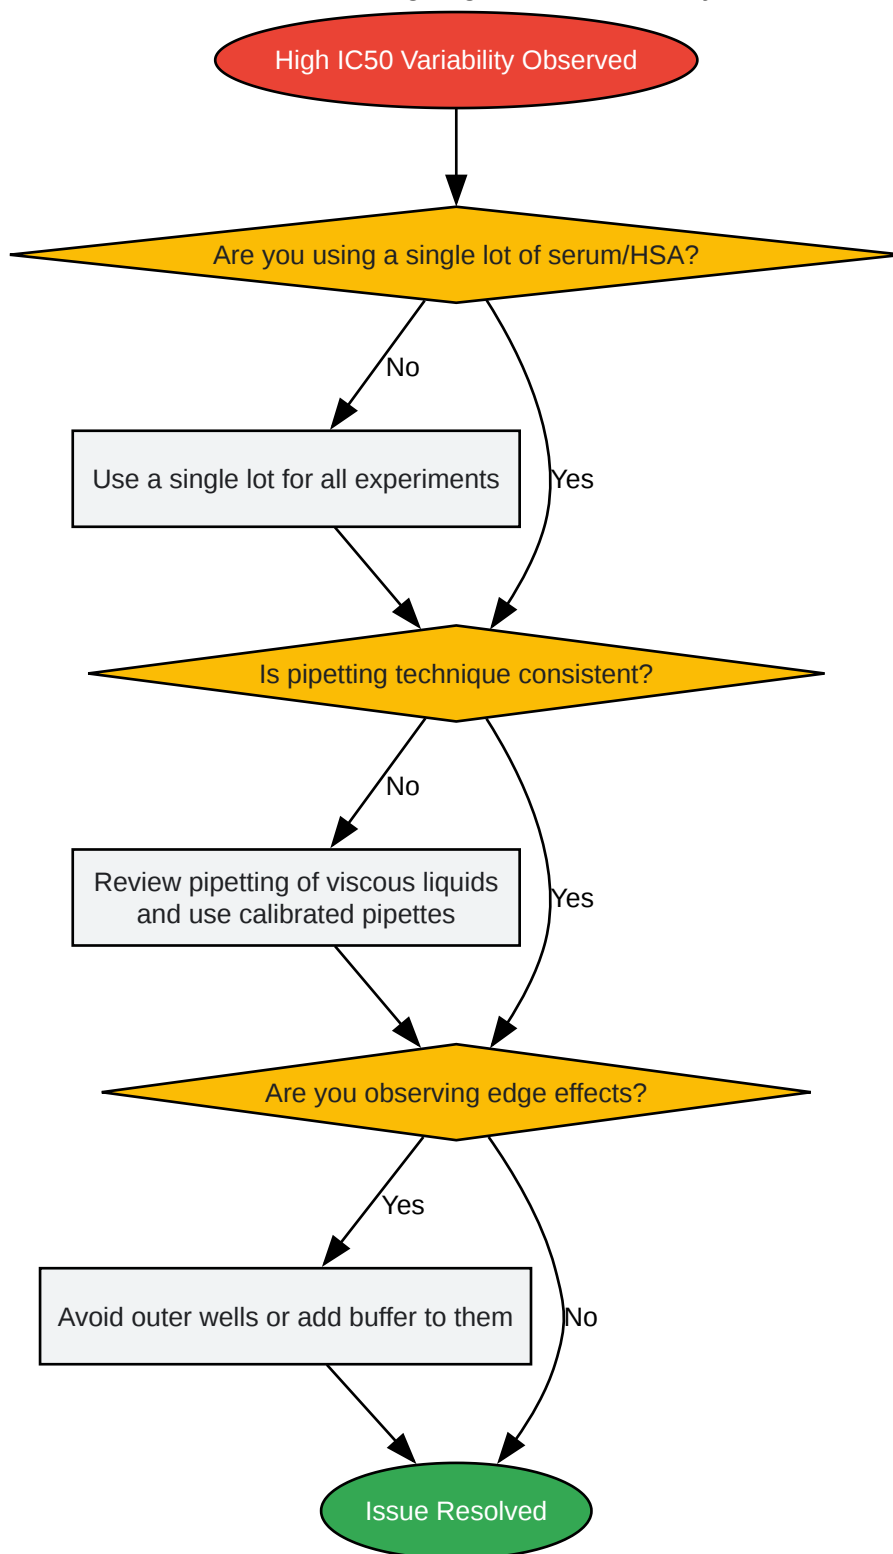 High IC50 Variability Observed
Are you using a single lot of serum/HSA?
No
Use a single lot for all experiments
Yes
Is pipetting technique consistent?
No
Review pipetting of viscous liquids
and use calibrated pipettes
Yes
Are you observing edge effects?
Yes
Avoid outer wells or add buffer to them
No
Issue Resolved